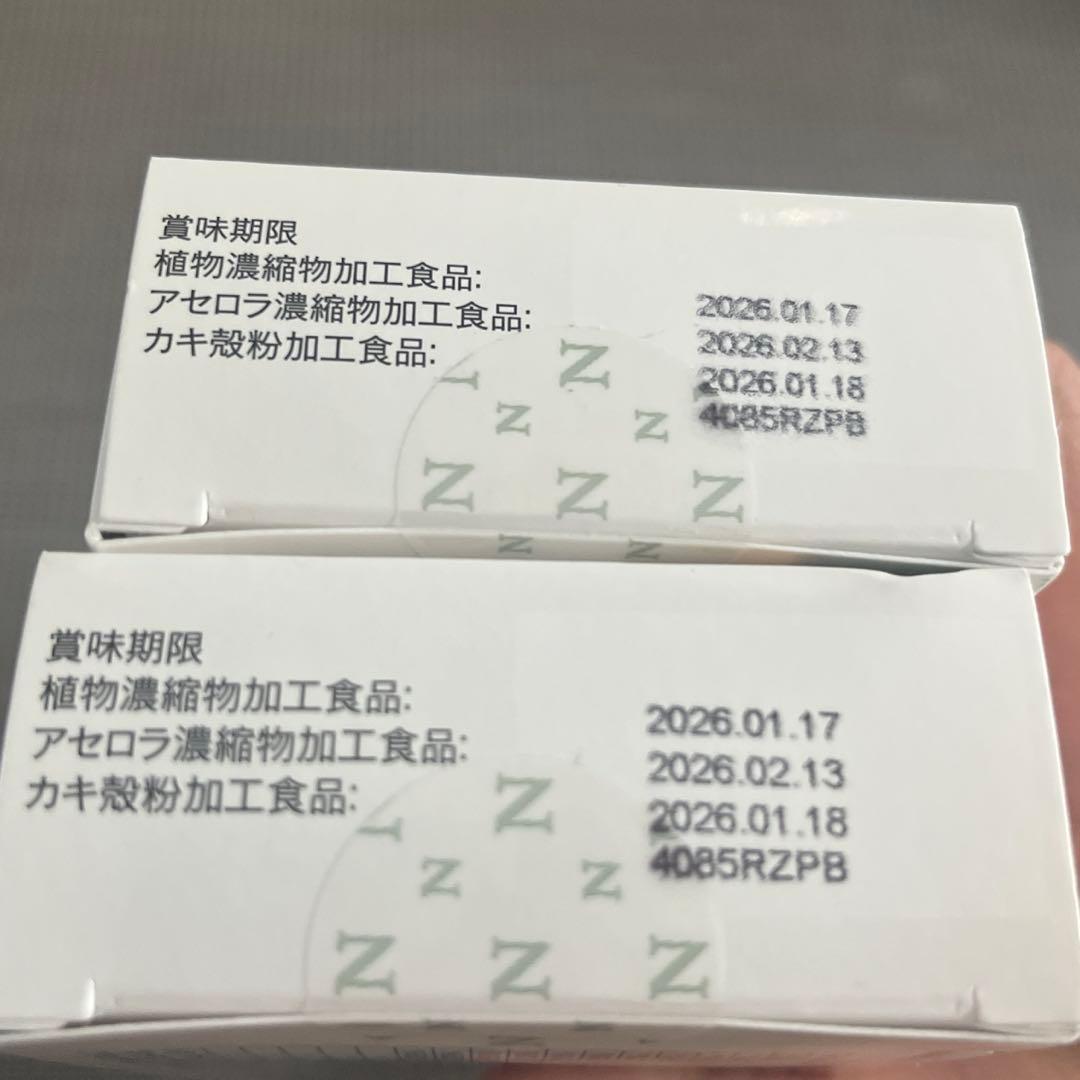 賞味期限
植物濃縮物加工食品:
アセロラ濃縮物加工食品:
カキ殻粉加工食品:
2026.01.17
2026.02.13
2026.01.18
4085RZPB
Z
Z Z
Z Z Z
賞味期限
植物濃縮物加工食品:
アセロラ濃縮物加工食品:
カキ殻粉加工食品:
2026.01.17
2026.02.13
2026.01.18
4085RZPB
Z
Z Z
Z Z Z